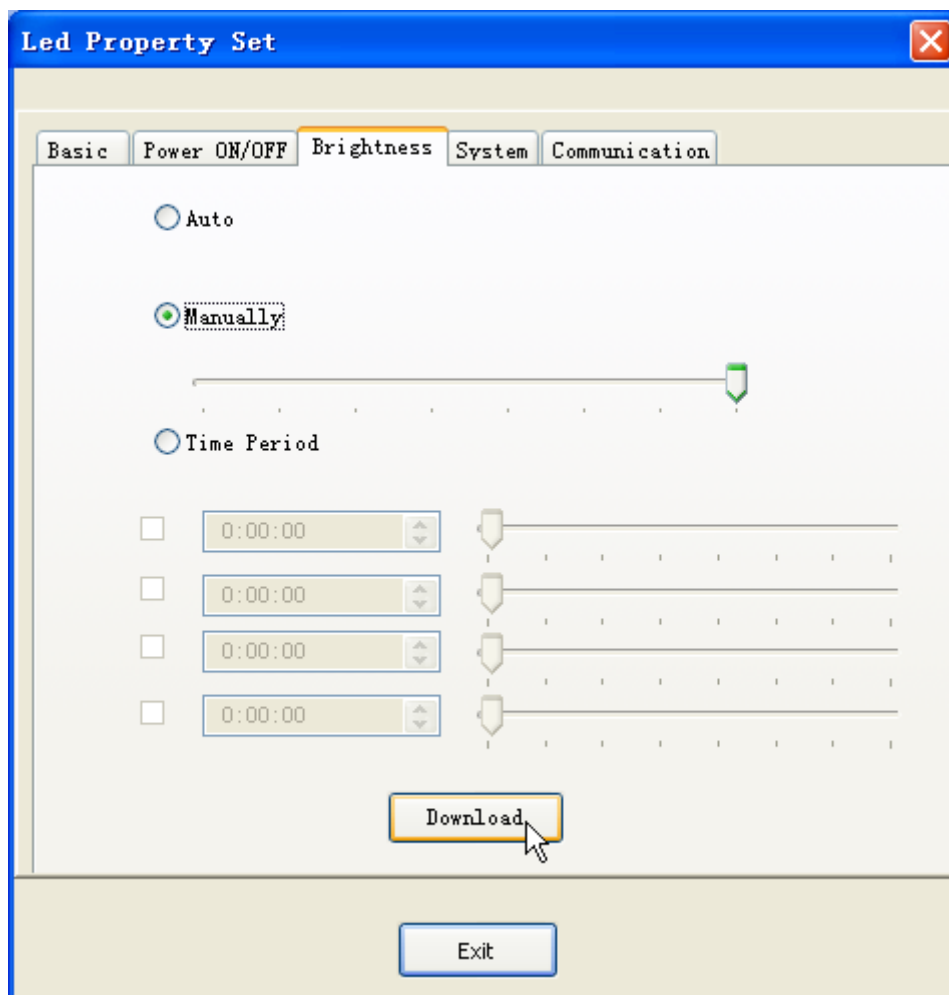 Led Property Set
Basic Power ON/OFF Brightness System Communication
Auto
Manually
Time Period
0:00:00
0:00:00
0:00:00
0:00:00
Download
Exit